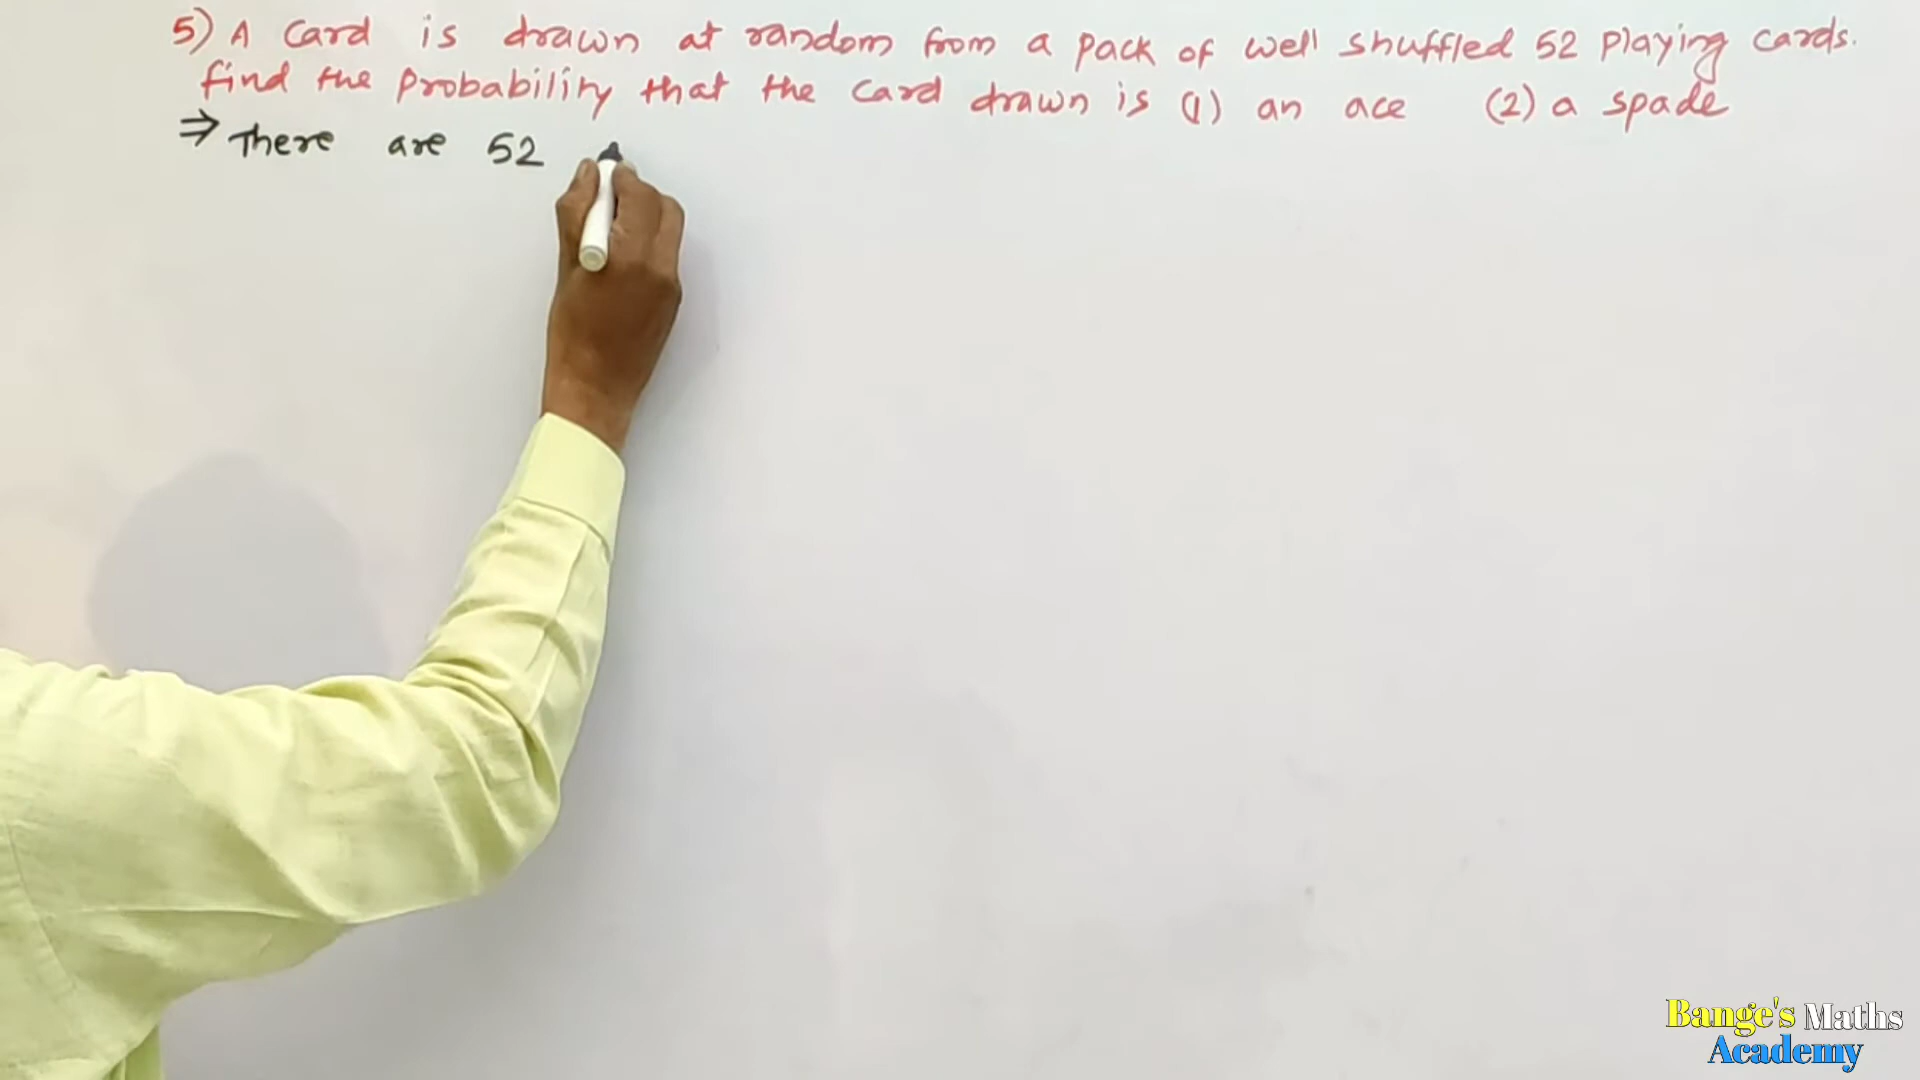 5) A card is drawn at random from a pack of well shuffled 52 playing cards.
find the probability that the card drawn is (1) an ace (2) a spade
⇒ There are 52
Bange's Maths
Academy